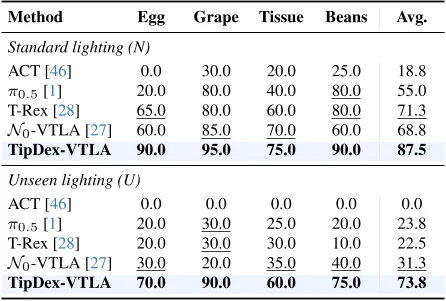 Method Egg Grape Tissue Beans Avg.
Standard lighting (N)
ACT [46] 0.0 30.0 20.0 25.0 18.8
π0.5 [1] 20.0 80.0 40.0 80.0 55.0
T-Rex [28] 65.0 80.0 60.0 80.0 71.3
N0-VTLA [27] 60.0 85.0 70.0 60.0 68.8
TipDex-VTLA 90.0 95.0 75.0 90.0 87.5
Unseen lighting (U)
ACT [46] 0.0 0.0 0.0 0.0 0.0
π0.5 [1] 20.0 30.0 25.0 20.0 23.8
T-Rex [28] 20.0 30.0 30.0 10.0 22.5
N0-VTLA [27] 30.0 20.0 35.0 40.0 31.3
TipDex-VTLA 70.0 90.0 60.0 75.0 73.8